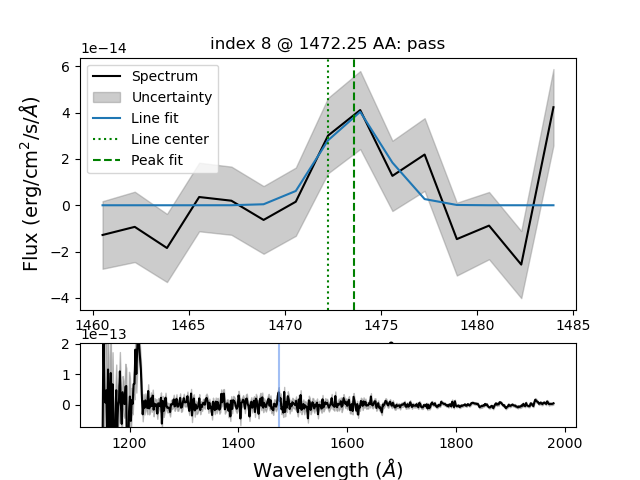 index 8 @ 1472.25 AA: pass
1e−14
Spectrum
Uncertainty
Line fit
Line center
Peak fit
Flux (erg/cm²/s/Å)
6
4
2
0
−2
−4
1460 1465 1470 1475 1480 1485
1e−13
2
1
0
1200 1400 1600 1800 2000
Wavelength (Å)